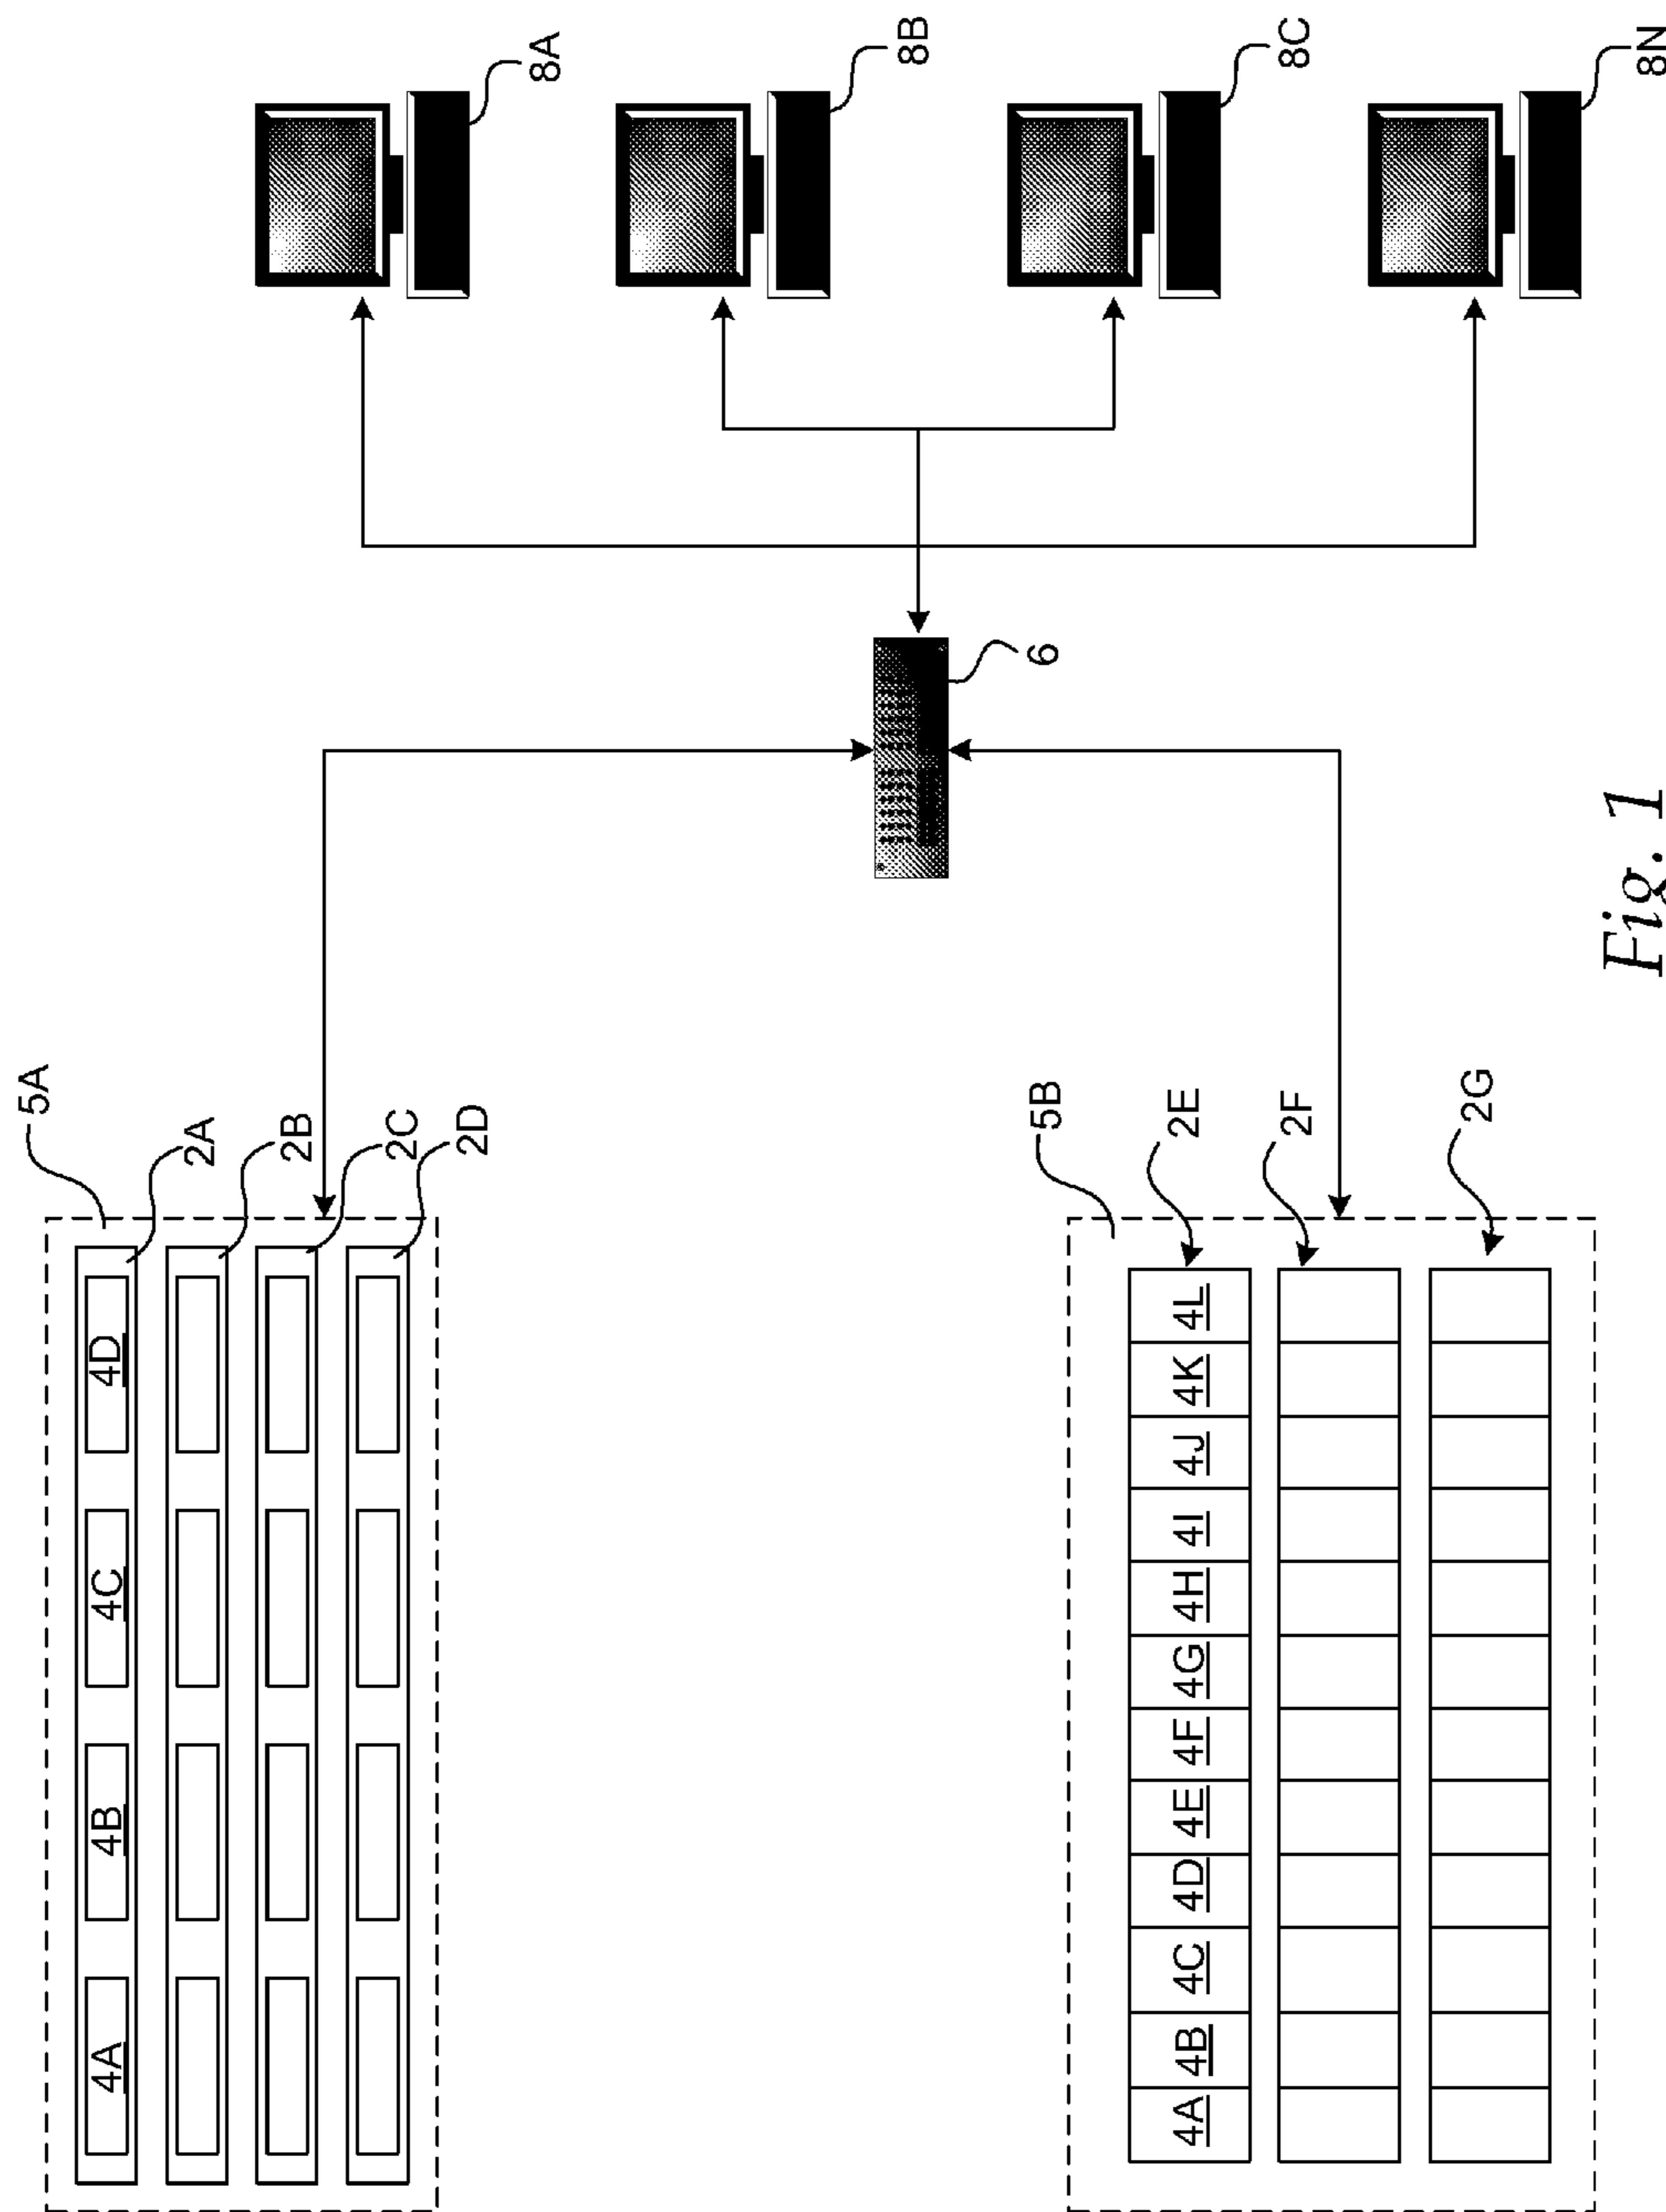 8A
8B
8C
8N
6
5A
2A
2B
2C
2D
4A 4B 4C 4D
5B
2E
2F
2G
4A 4B 4C 4D 4E 4F 4G 4H 4I 4J 4K 4L
Fig. 1